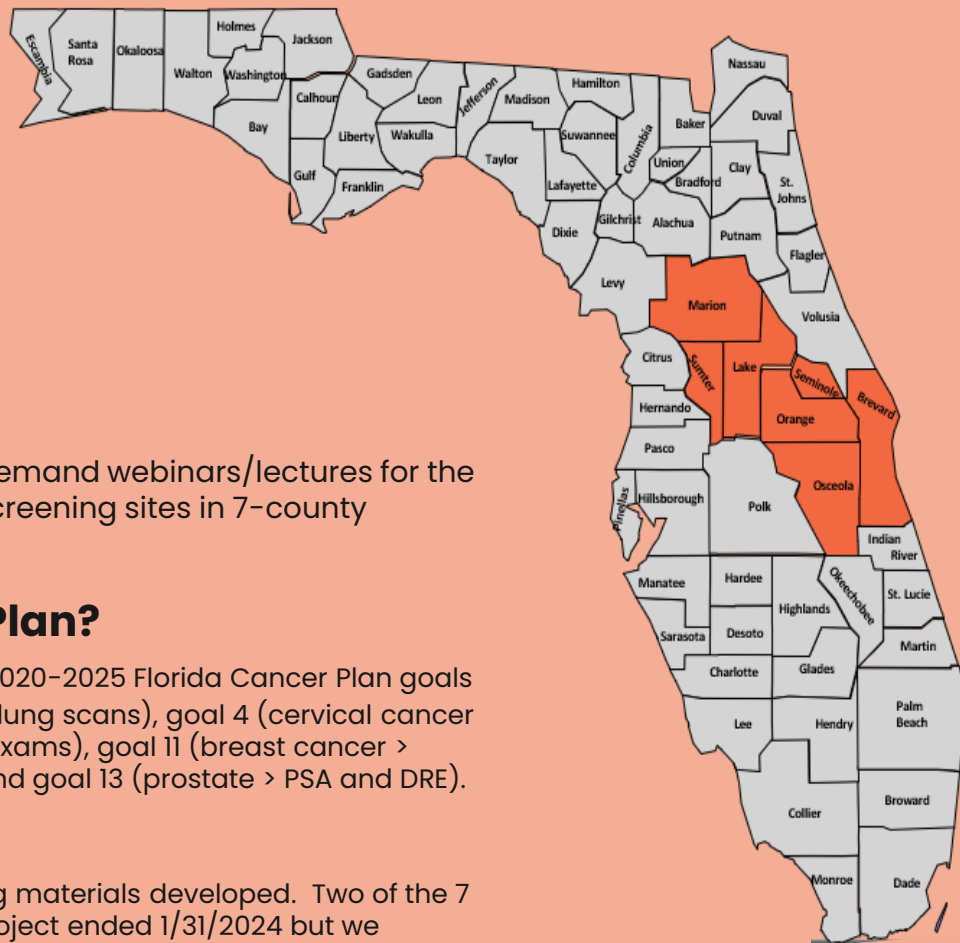 Escambia
Santa
Rosa
Okaloosa
Walton
Holmes
Washington
Jackson
Bay
Calhoun
Gulf
Gadsden
Liberty
Franklin
Leon
Wakulla
Jefferson
Madison
Taylor
Hamilton
Suwannee
Lafayette
Dixie
Columbia
Gilchrist
Baker
Union
Bradford
Alachua
Nassau
Duval
Clay
St.
Johns
Putnam
Flagler
Levy
Marion
Volusia
Citrus
Sumter
Lake
Seminole
Brevard
Hernando
Orange
Pasco
Osceola
Pinellas
Hillsborough
Polk
Indian
River
Manatee
Hardee
Highlands
Okeechobee
St. Lucie
Sarasota
Desoto
Martin
Charlotte
Glades
Lee
Hendry
Palm
Beach
Collier
Broward
Monroe
Dade
emand webinars/lectures for the
creening sites in 7-county
Plan?
020-2025 Florida Cancer Plan goals
lung scans), goal 4 (cervical cancer
xams), goal 11 (breast cancer >
nd goal 13 (prostate > PSA and DRE).
g materials developed.  Two of the 7
oject ended 1/31/2024 but we